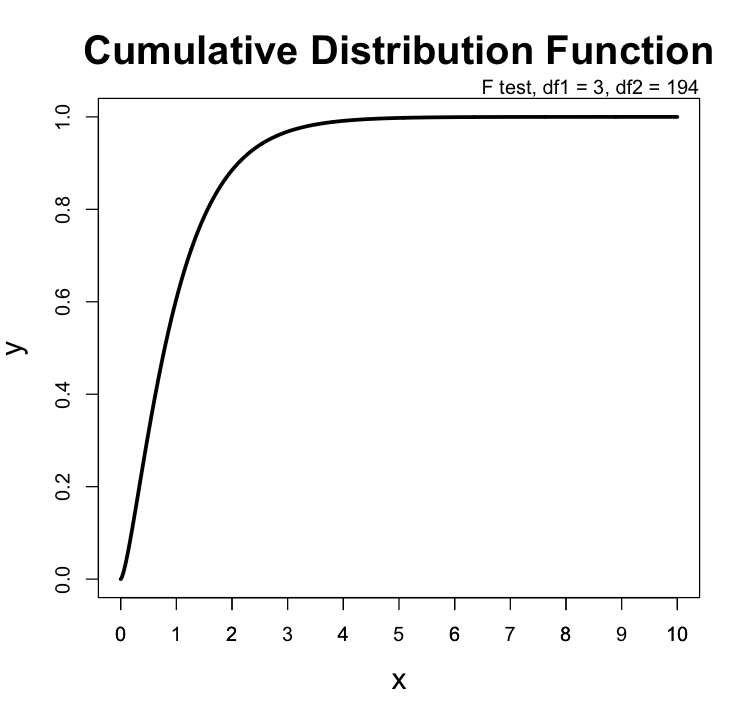 Cumulative Distribution Function
F test, df1 = 3, df2 = 194
1.0
0.8
0.6
0.4
0.2
0.0
y
0 1 2 3 4 5 6 7 8 9 10
x